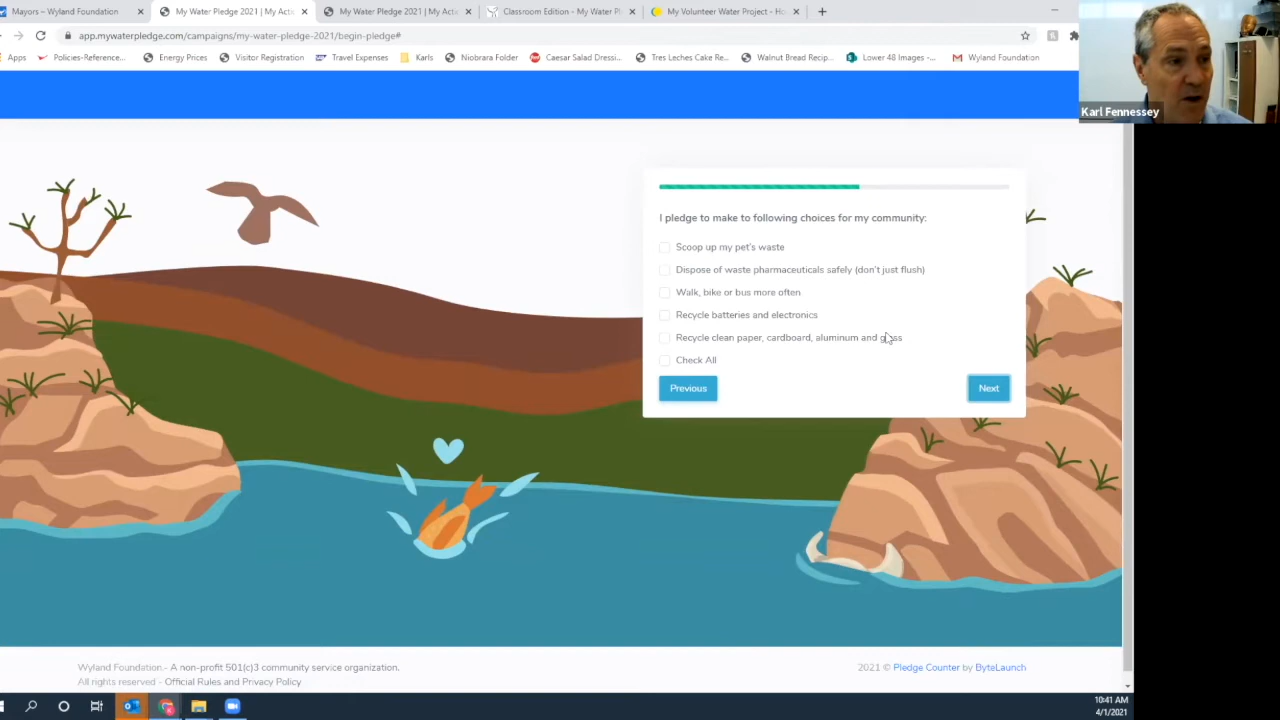 Mayors – Wyland Foundation
My Water Pledge 2021 | My Acti
My Water Pledge 2021 | My Acti
Classroom Edition - My Water Pl
My Volunteer Water Project - Ho
app.mywaterpledge.com/campaigns/my-water-pledge-2021/begin-pledge#
Apps
Policies-Reference...
Energy Prices
Visitor Registration
Travel Expenses
Karls
Niobrara Folder
Caesar Salad Dressi...
Tres Leches Cake Re...
Walnut Bread Recip...
Lower 48 Images -...
Wyland Foundation
Karl Fennessey
I pledge to make to following choices for my community:
Scoop up my pet's waste
Dispose of waste pharmaceuticals safely (don't just flush)
Walk, bike or bus more often
Recycle batteries and electronics
Recycle clean paper, cardboard, aluminum and
Check All
Previous
Next
Wyland Foundation.- A non-profit 501(c)3 community service organization.
All rights reserved - Official Rules and Privacy Policy
2021 © Pledge Counter by ByteLaunch
10:41 AM
4/1/2021